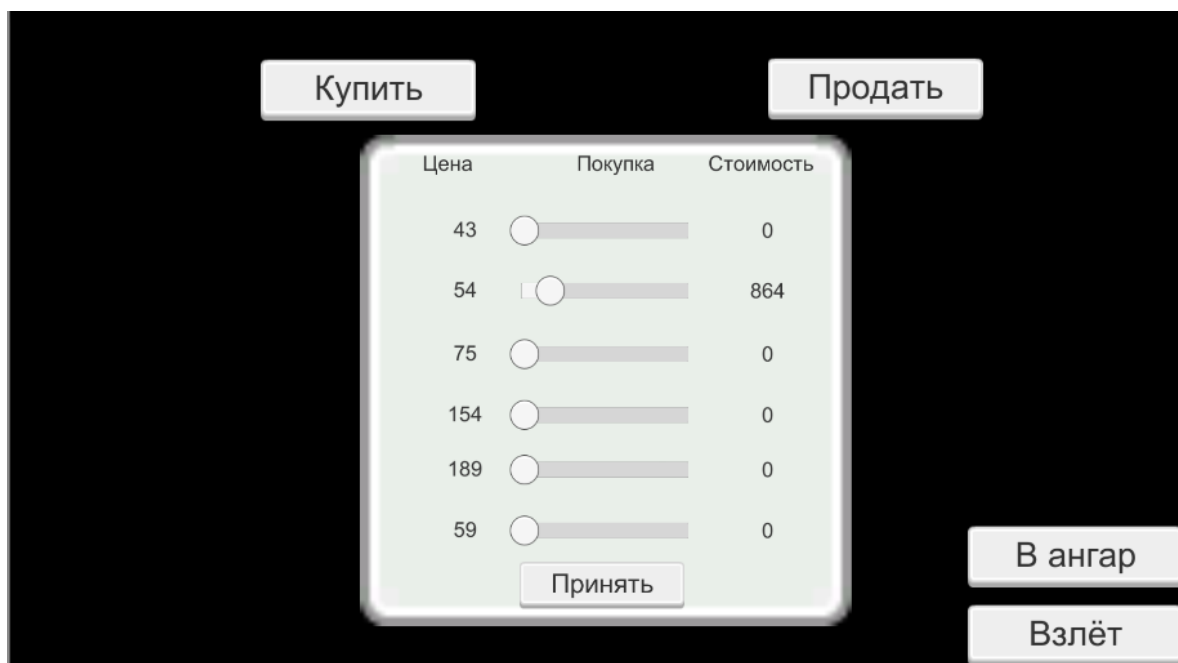 Купить Продать
Цена Покупка Стоимость
43 0
54 864
75 0
154 0
189 0
59 0
Принять
В ангар
Взлёт